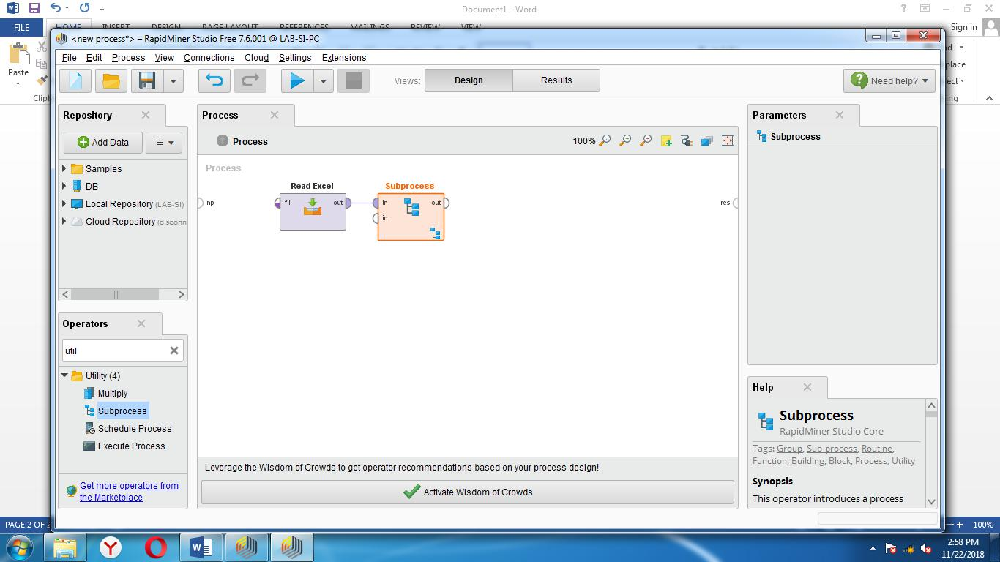 Document1 - Word
FILE
HOME INSERT DESIGN PAGE LAYOUT REFERENCES MAILINGS REVIEW VIEW
Sign in
Paste
<new process*> – RapidMiner Studio Free 7.6.001 @ LAB-SI-PC
File Edit Process View Connections Cloud Settings Extensions
Views:
Design
Results
Need help?
Repository
Add Data
Samples
DB
Local Repository (LAB-SI)
Cloud Repository (disconn
Operators
util
Utility (4)
Multiply
Subprocess
Schedule Process
Execute Process
Get more operators from
the Marketplace
Process
Process
100%
Process
inp
Read Excel
fil out
Subprocess
in out
in
res
Leverage the Wisdom of Crowds to get operator recommendations based on your process design!
Activate Wisdom of Crowds
Parameters
Subprocess
Help
Subprocess
RapidMiner Studio Core
Tags: Group, Sub-process, Routine,
Function, Building, Block, Process, Utility
Synopsis
This operator introduces a process
PAGE 2 OF 2
100%
2:58 PM
11/22/2018